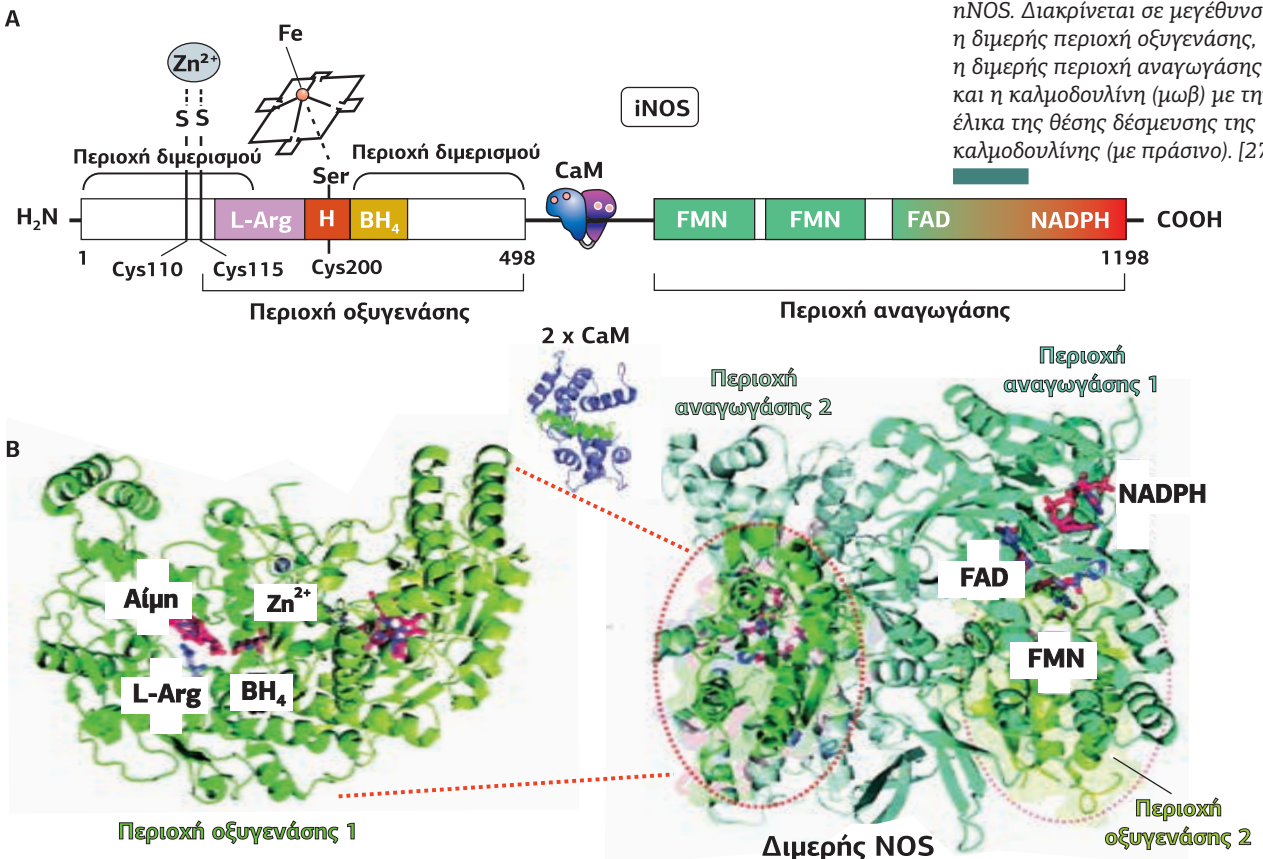 nNOS. Διακρίνεται σε μεγέθυνσ
η διμερής περιοχή οξυγενάσης,
η διμερής περιοχή αναγωγάσης
και η καλμοδουλίνη (μωβ) με τη
έλικα της θέσης δέσμευσης της
καλμοδουλίνης (με πράσινο). [27
A
Zn²⁺
Fe
S S
iNOS
Περιοχή διμερισμού
Περιοχή διμερισμού
Ser
CaM
H₂N
L-Arg
H
BH₄
FMN
FMN
FAD
NADPH
COOH
1
Cys110
Cys115
Cys200
498
1198
Περιοχή οξυγενάσης
Περιοχή αναγωγάσης
2 x CaM
Περιοχή
αναγωγάσης 2
Περιοχή
αναγωγάσης 1
B
NADPH
Αίμη
Zn²⁺
FAD
L-Arg
BH₄
FMN
Περιοχή οξυγενάσης 1
Περιοχή
οξυγενάσης 2
Διμερής NOS